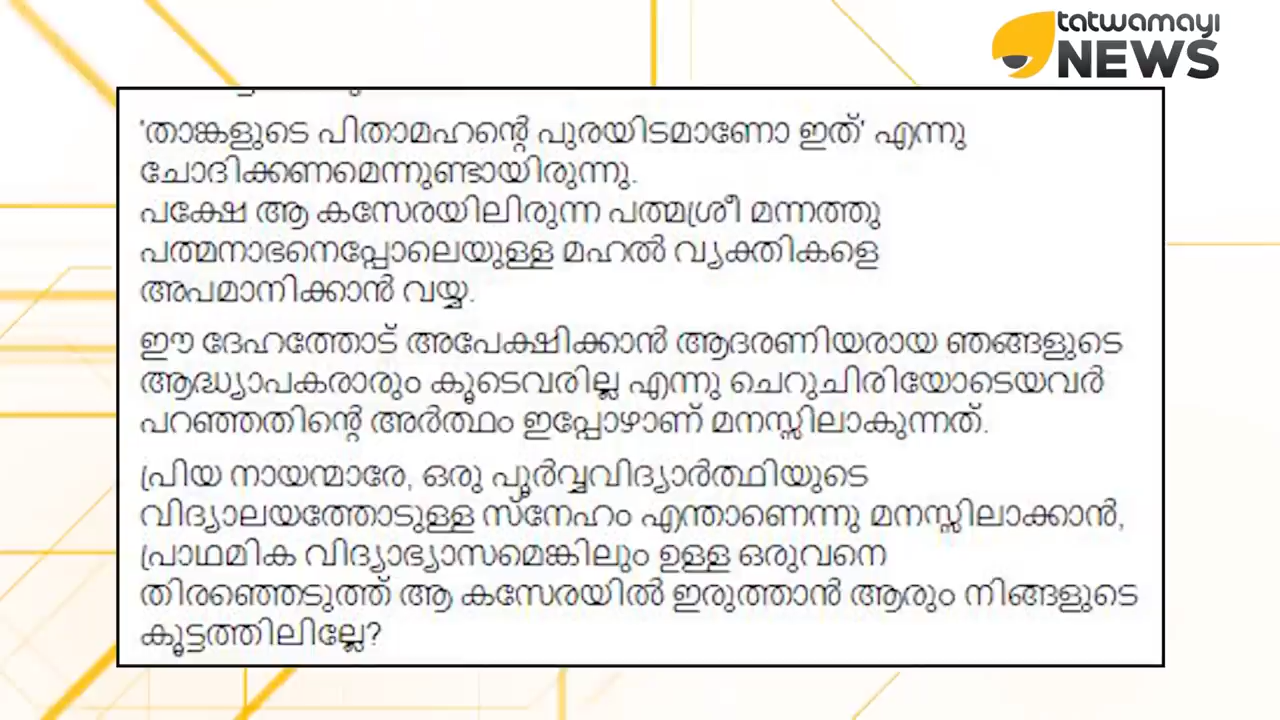 tatwamayi
NEWS
'താങ്കളുടെ പിതാമഹന്റെ പുരയിടമാണോ ഇത്' എന്നു
ചോദിക്കണമെന്നുണ്ടായിരുന്നു.
പക്ഷേ ആ കസേരയിലിരുന്ന പത്മശ്രീ മന്നത്തു
പത്മനാഭനെപ്പോലെയുള്ള മഹൽ വ്യക്തികളെ
അപമാനിക്കാൻ വയ്യ.
ഈ ദേഹത്തോട് അപേക്ഷിക്കാൻ ആദരണിയരായ ഞങ്ങളുടെ
ആദ്ധ്യാപകരാരും കൂടെവരില്ല എന്നു ചെറുചിരിയോടെയവർ
പറഞ്ഞതിന്റെ അർത്ഥം ഇപ്പോഴാണ് മനസ്സിലാകുന്നത്.
പ്രിയ നായന്മാരേ, ഒരു പൂർവ്വവിദ്യാർത്ഥിയുടെ
വിദ്യാലയത്തോടുള്ള സ്നേഹം എന്താണെന്നു മനസ്സിലാക്കാൻ,
പ്രാഥമിക വിദ്യാഭ്യാസമെങ്കിലും ഉള്ള ഒരുവനെ
തിരഞ്ഞെടുത്ത് ആ കസേരയിൽ ഇരുത്താൻ ആരും നിങ്ങളുടെ
കൂട്ടത്തിലില്ലേ?